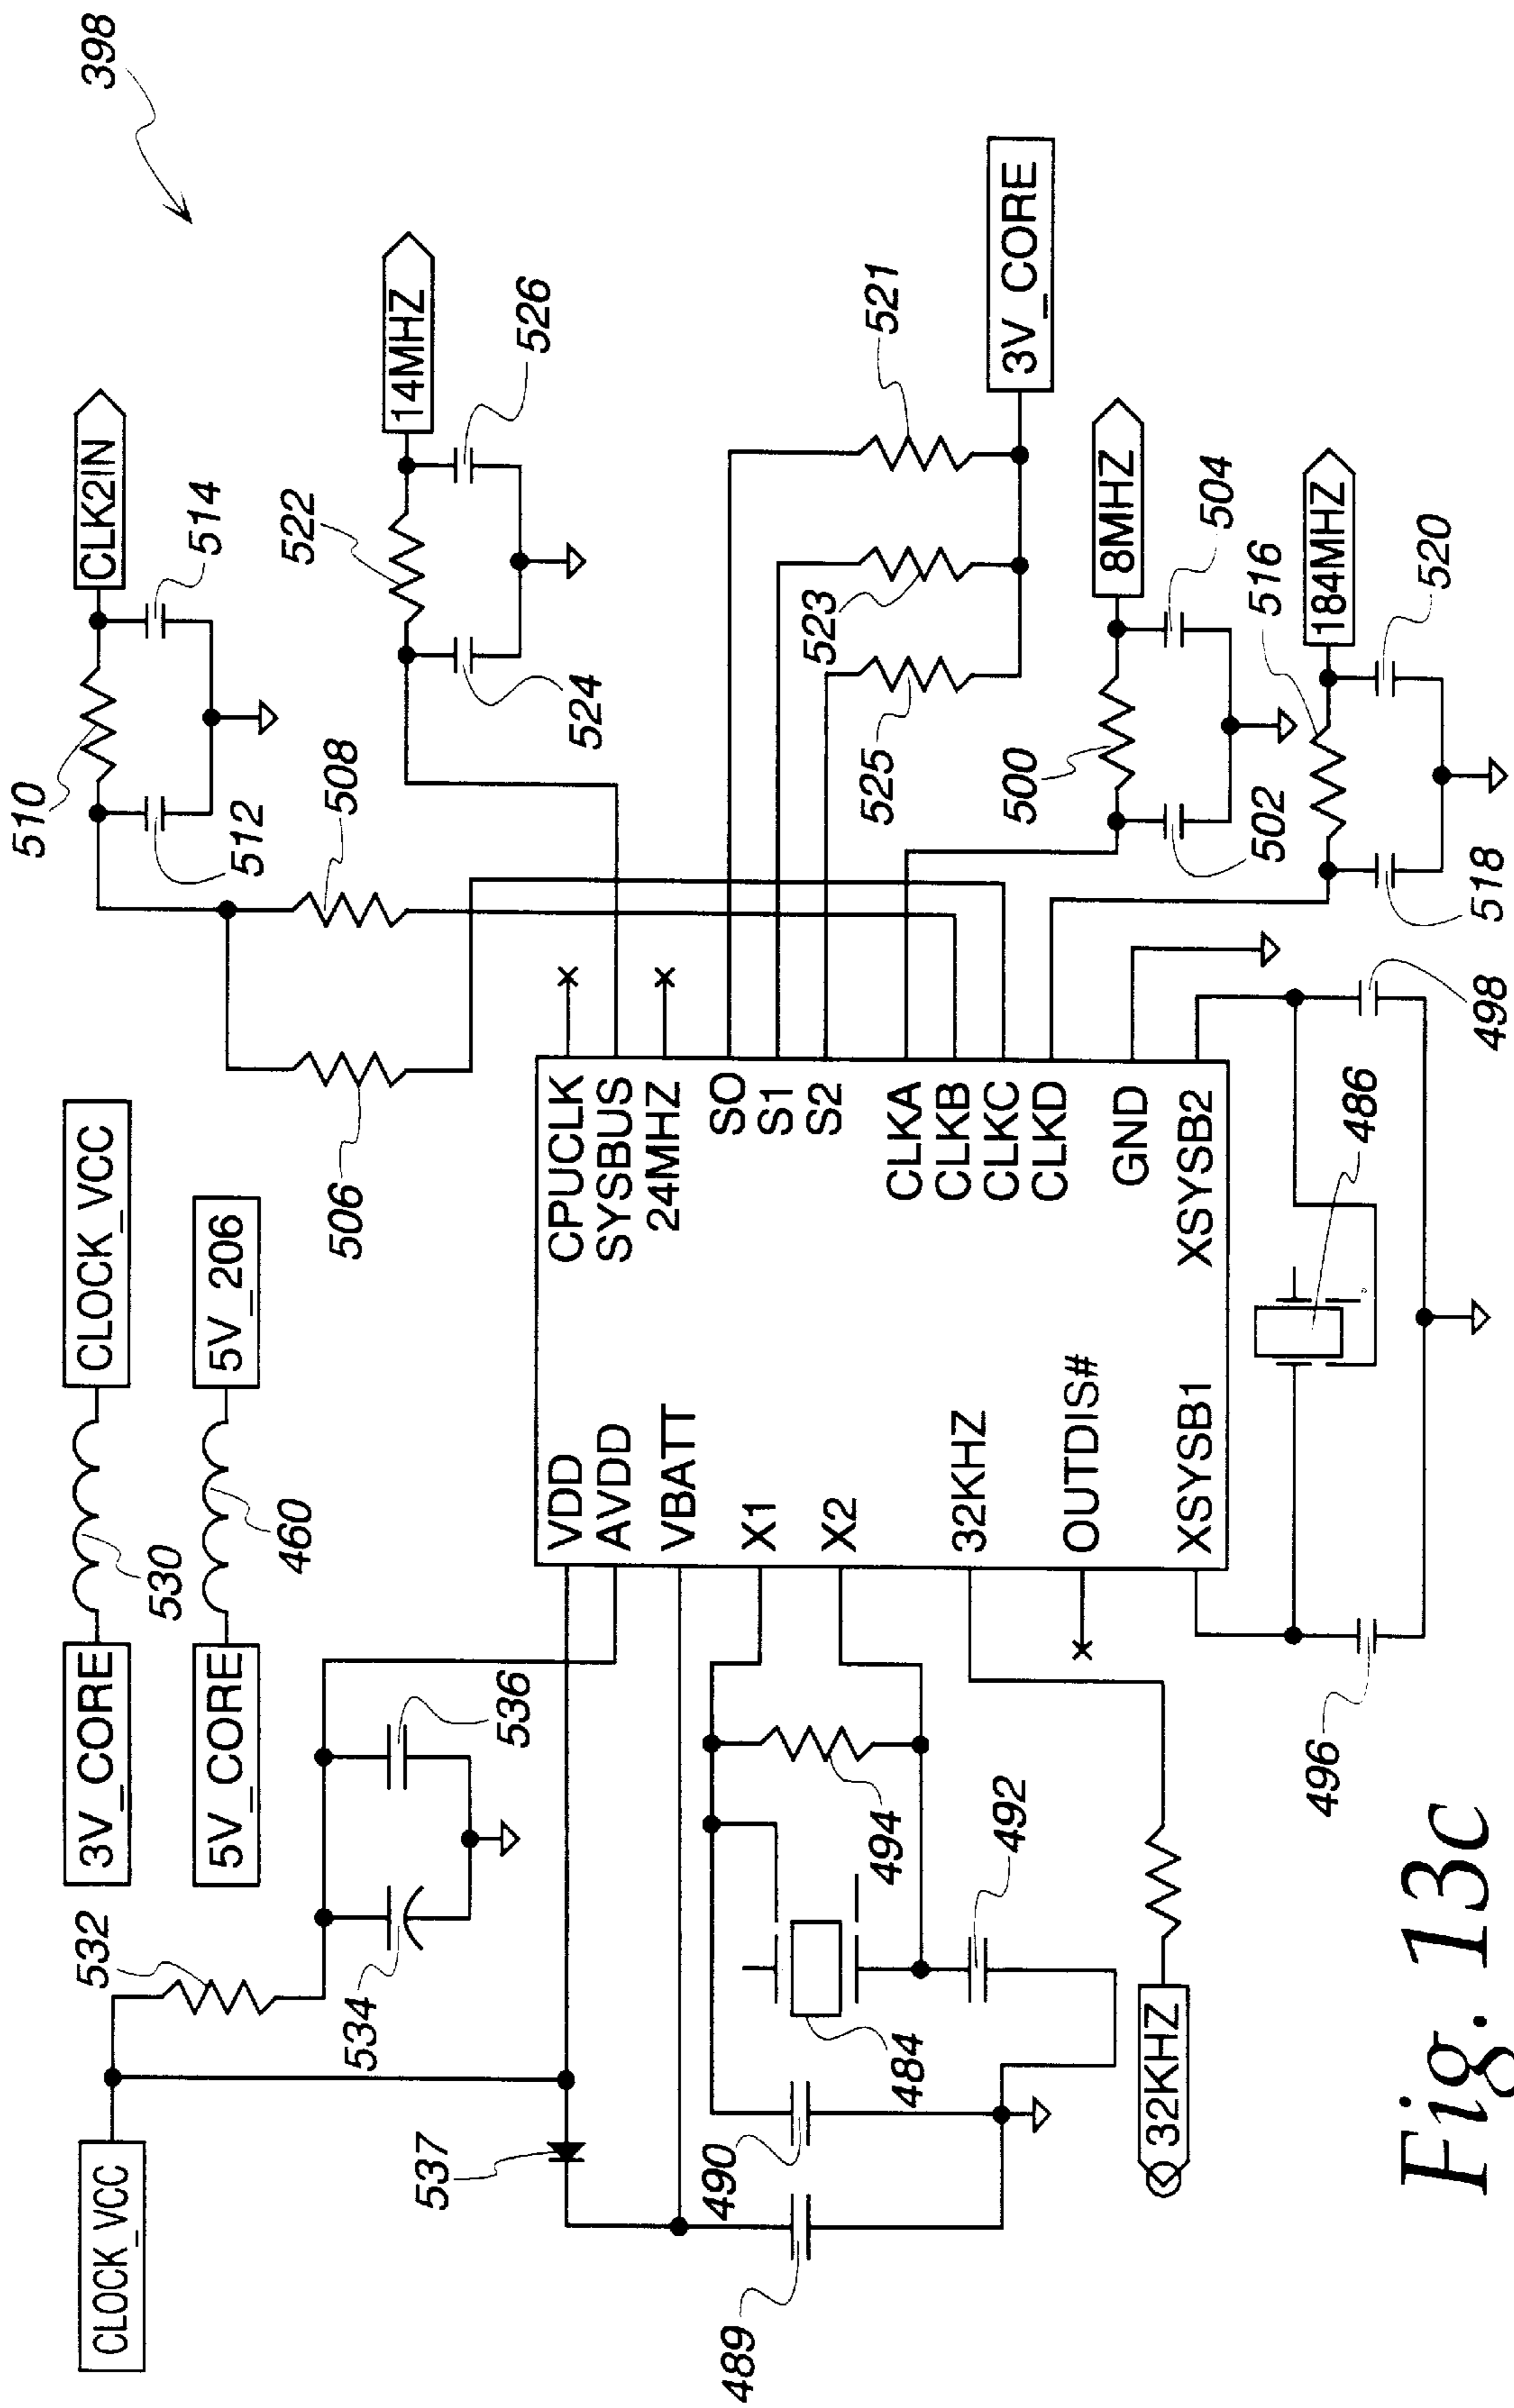 398
CLOCK_VCC
532
534
536
3V_CORE
530
CLOCK_VCC
5V_CORE
460
5V_206
510
CLK2IN
512
514
508
506
522
14MHZ
524
526
537
489
490
484
492
494
VDD
AVDD
VBATT
X1
X2
32KHZ
OUTDIS#
XSYSB1
CPUCLK
SYSBUS
24MHZ
SO
S1
S2
CLKA
CLKB
CLKC
CLKD
GND
XSYSB2
521
523
525
3V_CORE
500
8MHZ
502
504
516
184MHZ
518
520
32KHZ
496
486
498
Fig. 13c